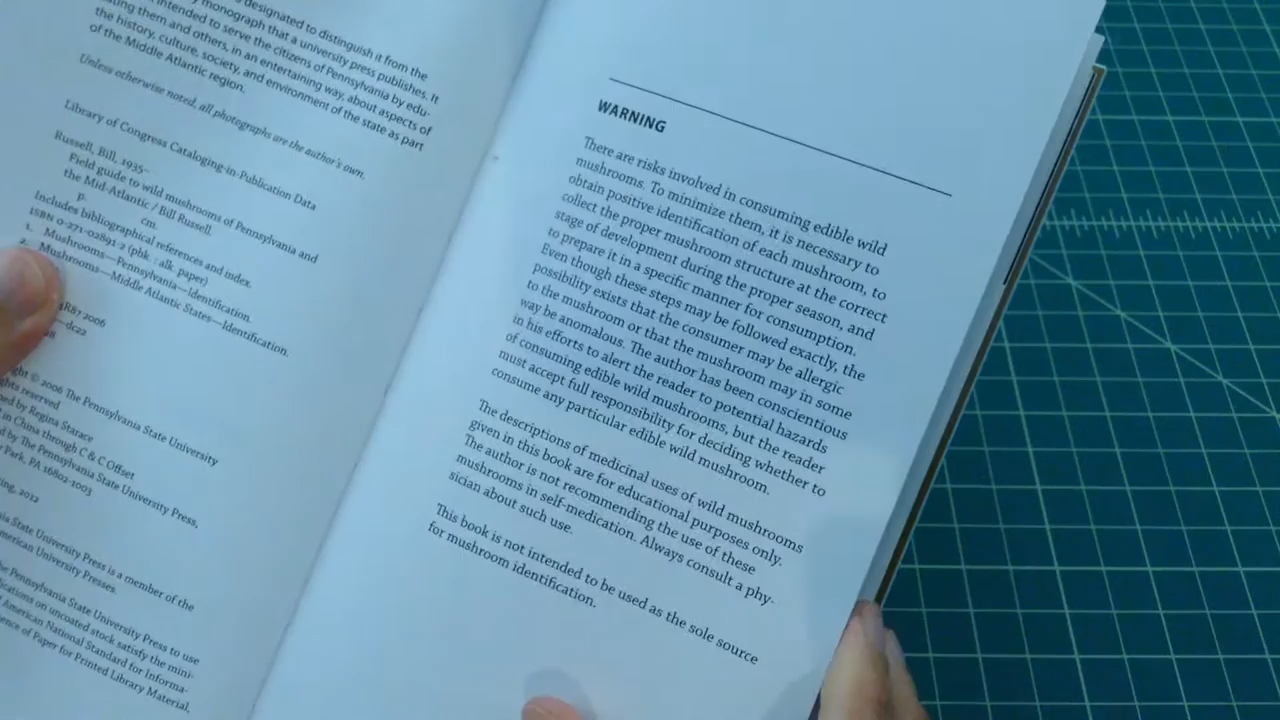 designated to distinguish it from the
monograph that a university press publishes. It
intended to serve the citizens of Pennsylvania by edu-
ting them and others, in an entertaining way, about aspects of
the history, culture, society, and environment of the state as part
of the Middle Atlantic region.
Unless otherwise noted, all photographs are the author's own.
Library of Congress Cataloging-in-Publication Data
Russell, Bill, 1935–
Field guide to wild mushrooms of Pennsylvania and
the Mid-Atlantic / Bill Russell.
p. cm.
Includes bibliographical references and index.
ISBN 0-271-02891-2 (pbk : alk. paper)
1. Mushrooms—Pennsylvania—Identification.
2. Mushrooms—Middle Atlantic States—Identification.
R87 2006
—dc22
ght © 2006 The Pennsylvania State University
ghts reserved
ned by Regina Starace
in China through C & C Offset
d by The Pennsylvania State University Press,
Park, PA 16802-1003
ing, 2012
State University Press is a member of the
merican University Presses.
Pennsylvania State University Press to use
lications on uncoated stock satisfy the mini-
American National Standard for Informa-
ence of Paper for Printed Library Material,
WARNING
There are risks involved in consuming edible wild
mushrooms. To minimize them, it is necessary to
obtain positive identification of each mushroom, to
collect the proper mushroom structure at the correct
stage of development during the proper season, and
to prepare it in a specific manner for consumption.
Even though these steps may be followed exactly, the
possibility exists that the consumer may be allergic
to the mushroom or that the mushroom may in some
way be anomalous. The author has been conscientious
in his efforts to alert the reader to potential hazards
of consuming edible wild mushrooms, but the reader
must accept full responsibility for deciding whether to
consume any particular edible wild mushroom.
The descriptions of medicinal uses of wild mushrooms
given in this book are for educational purposes only.
The author is not recommending the use of these
mushrooms in self-medication. Always consult a phy-
sician about such use.
This book is not intended to be used as the sole source
for mushroom identification.